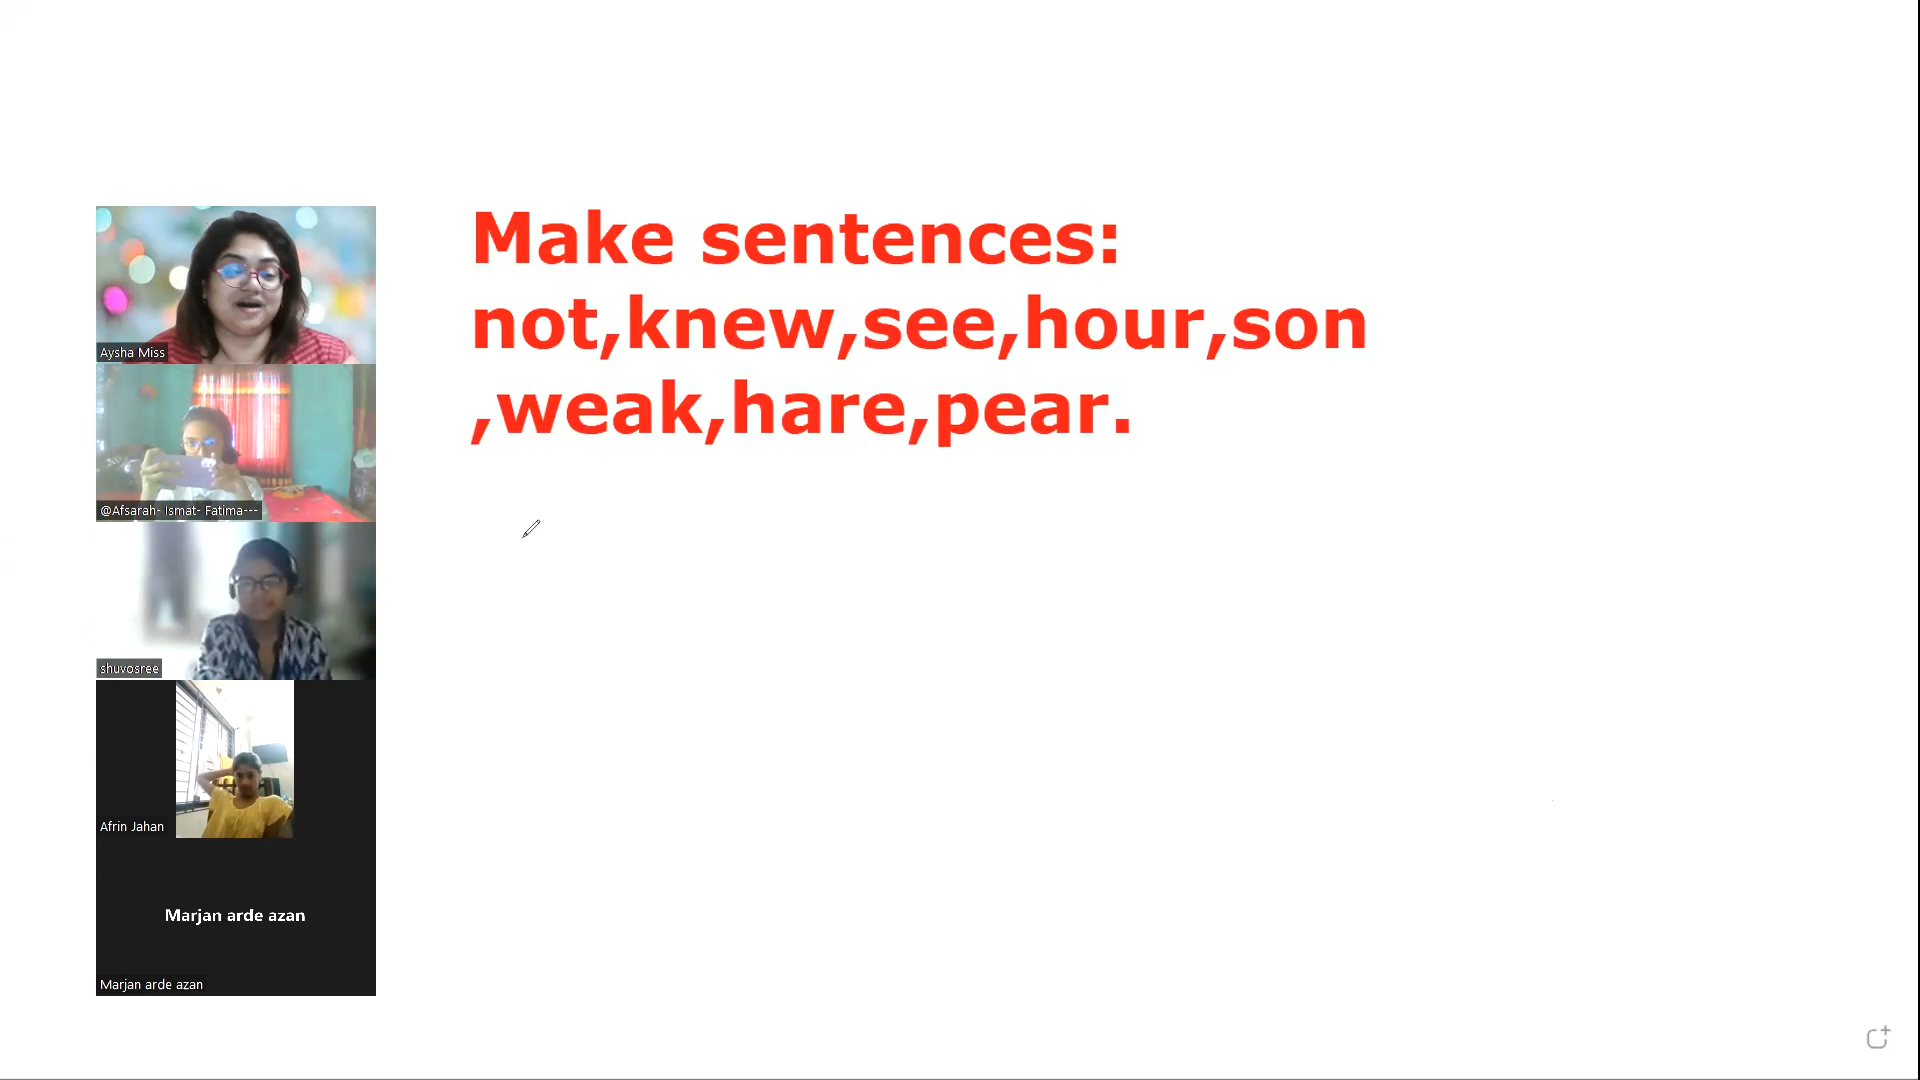 Make sentences:
not,knew,see,hour,son
,weak,hare,pear.
Aysha Miss
@Afsarah- Ismat- Fatima---
shuvosree
Afrin Jahan
Marjan arde azan
Marjan arde azan